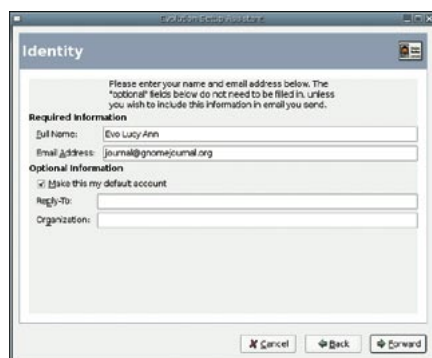 Evolution Setup Assistant
Identity
Please enter your name and email address below. The
"optional" fields below do not need to be filled in, unless
you wish to include this information in email you send.
Required Information
Full Name: Evo Lucy Ann
Email Address: journal@gnomejournal.org
Optional Information
Make this my default account
Reply-To:
Organization:
Cancel Back Forward